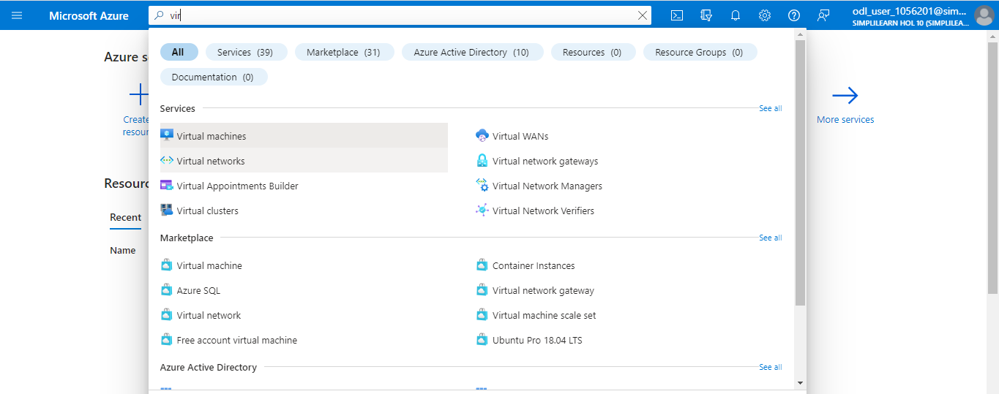 Microsoft Azure
vir
odl_user_1056201@sim...
SIMPLILEARN HOL 10 (SIMPLILEA...
Azure s
All
Services (39)
Marketplace (31)
Azure Active Directory (10)
Resources (0)
Resource Groups (0)
Documentation (0)
Create
resour
More services
Services
See all
Virtual machines
Virtual WANs
Virtual networks
Virtual network gateways
Virtual Appointments Builder
Virtual Network Managers
Virtual clusters
Virtual Network Verifiers
Resourc
Recent
Name
Marketplace
See all
Virtual machine
Container Instances
Azure SQL
Virtual network gateway
Virtual network
Virtual machine scale set
Free account virtual machine
Ubuntu Pro 18.04 LTS
Azure Active Directory
See all